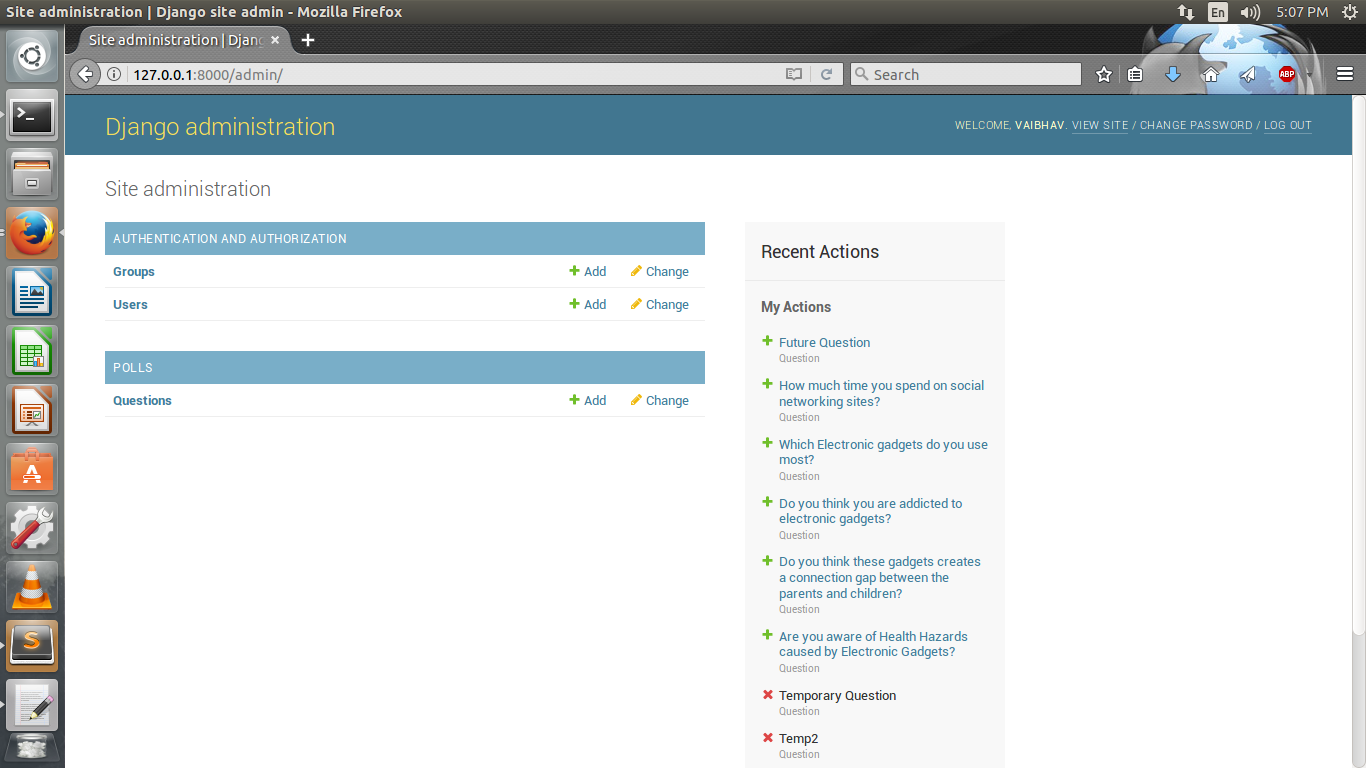 Site administration | Django site admin - Mozilla Firefox
En
5:07 PM
Site administration | Djang
127.0.0.1:8000/admin/
Search
ABP
Django administration
WELCOME, VAIBHAV. VIEW SITE / CHANGE PASSWORD / LOG OUT
Site administration
AUTHENTICATION AND AUTHORIZATION
Groups
Add
Change
Users
Add
Change
POLLS
Questions
Add
Change
Recent Actions
My Actions
Future Question
Question
How much time you spend on social
networking sites?
Question
Which Electronic gadgets do you use
most?
Question
Do you think you are addicted to
electronic gadgets?
Question
Do you think these gadgets creates
a connection gap between the
parents and children?
Question
Are you aware of Health Hazards
caused by Electronic Gadgets?
Question
Temporary Question
Question
Temp2
Question